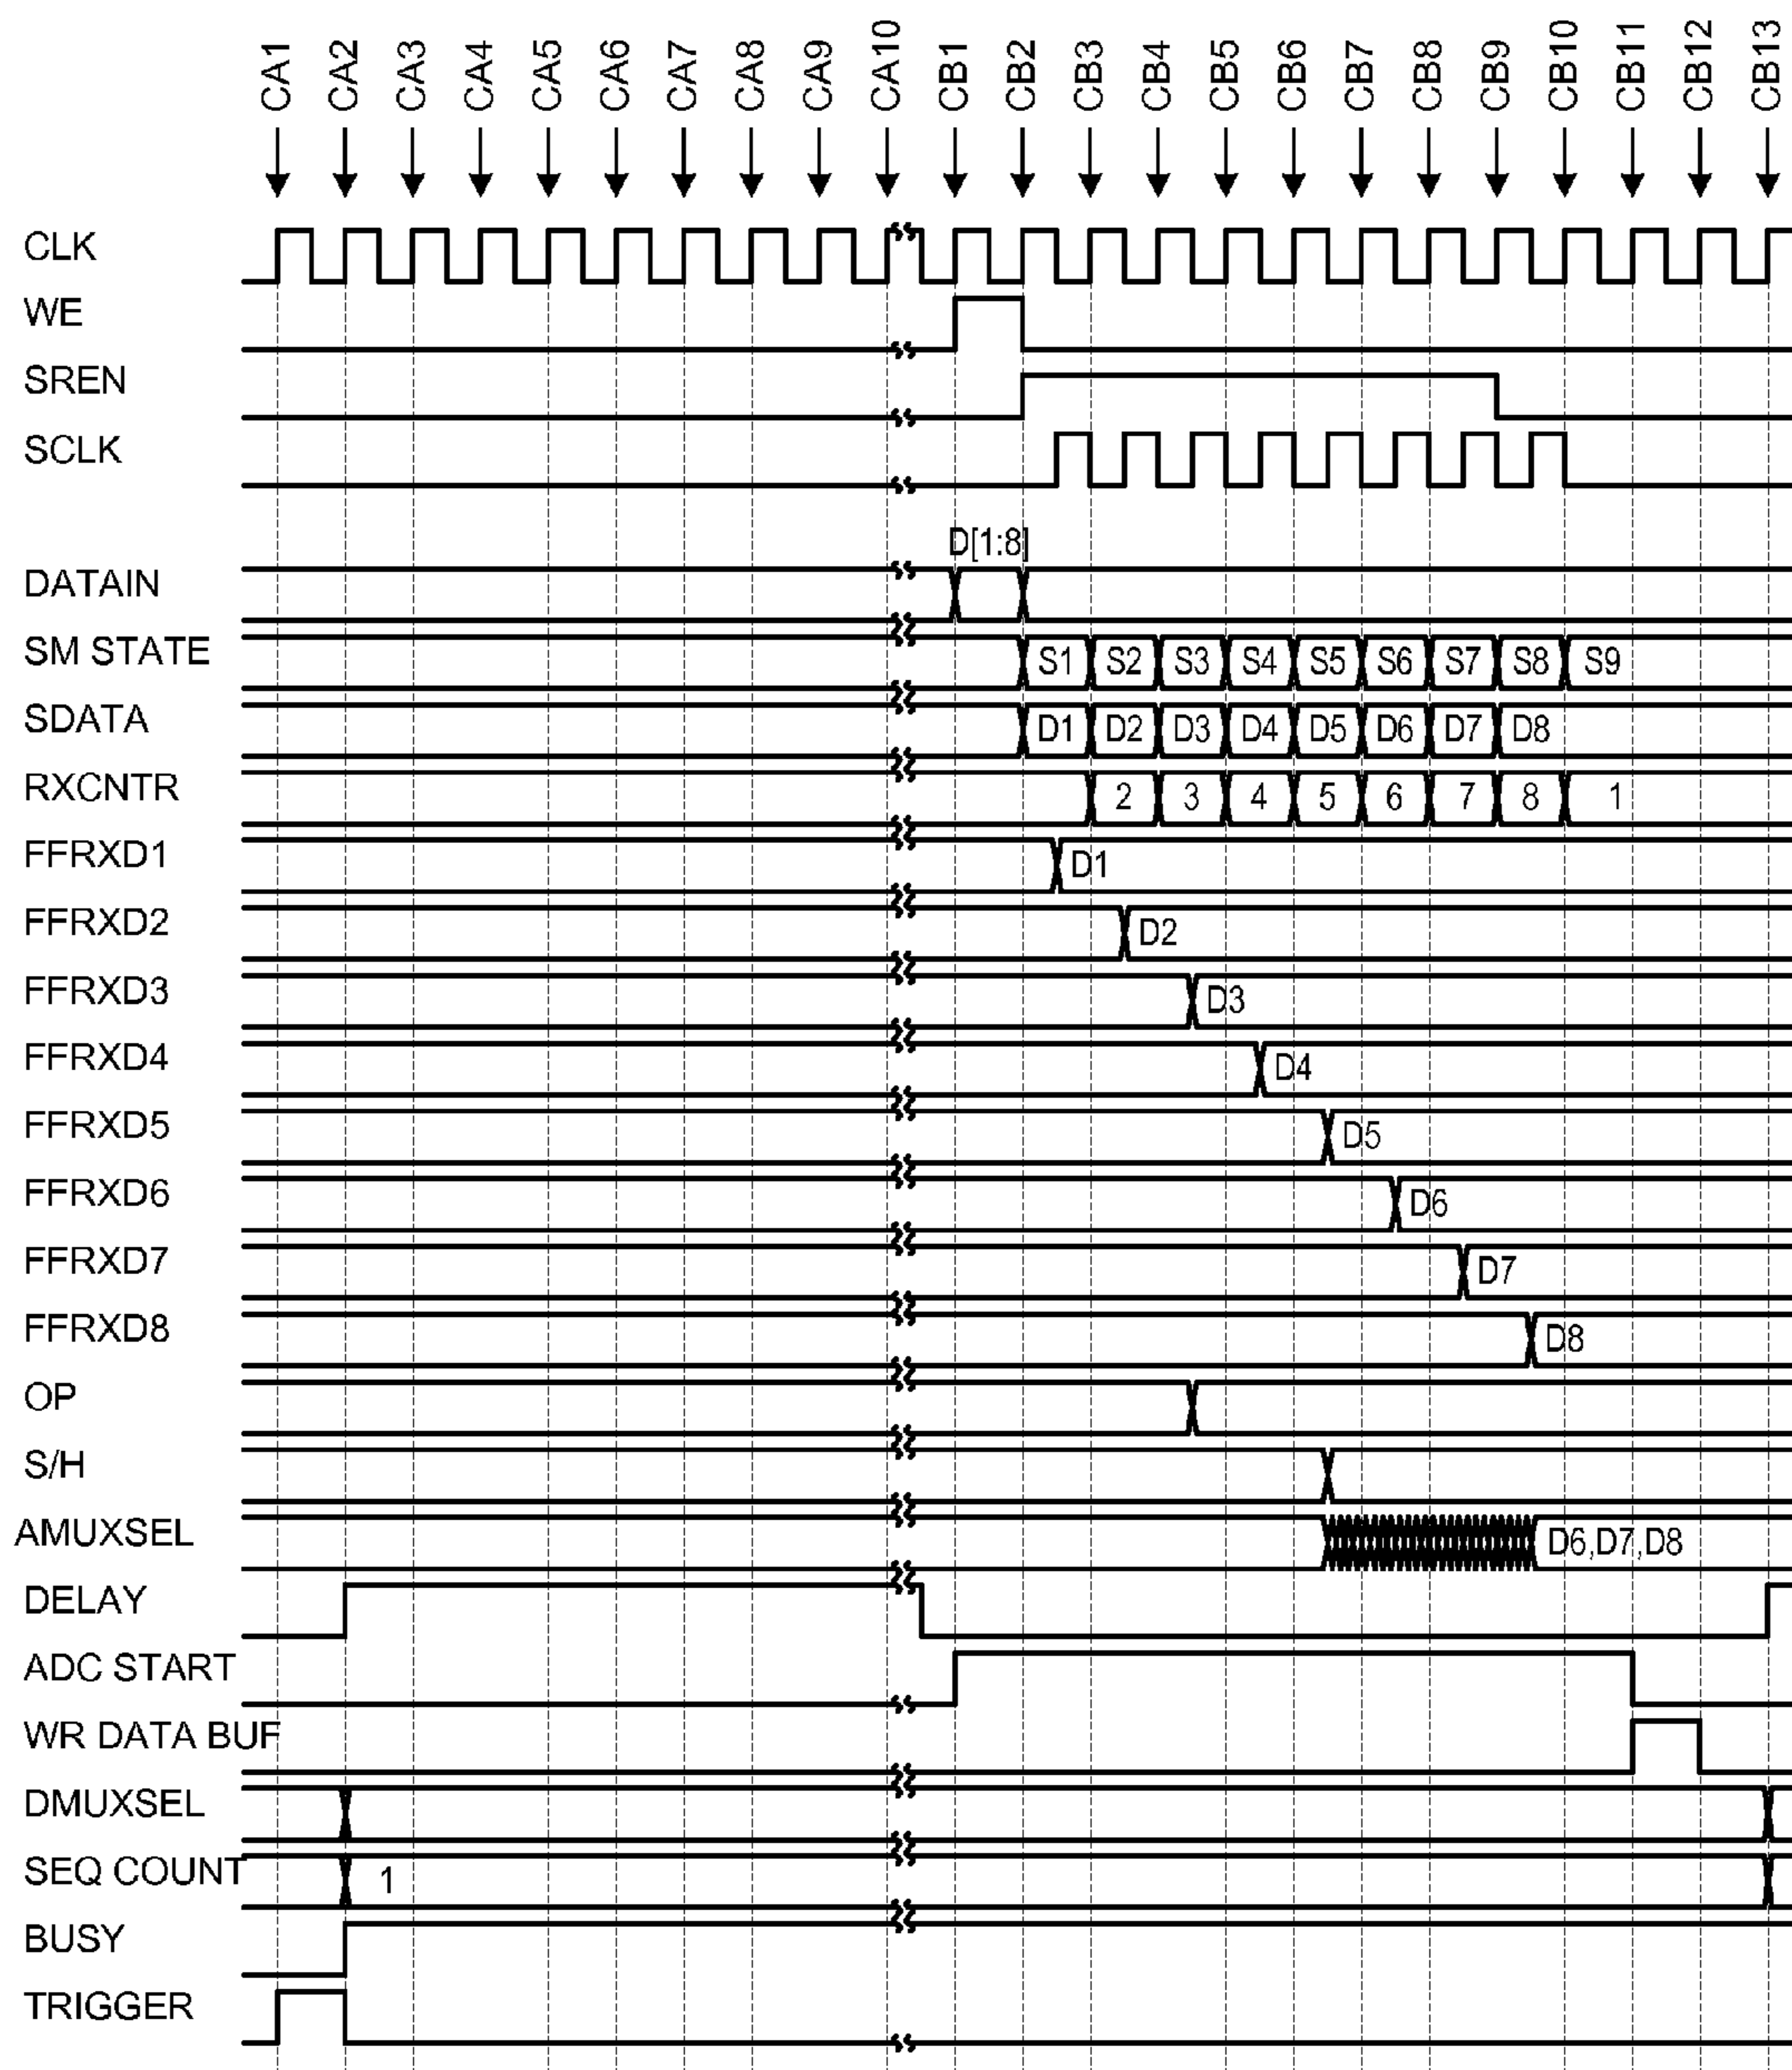 CA1 CA2 CA3 CA4 CA5 CA6 CA7 CA8 CA9 CA10 CB1 CB2 CB3 CB4 CB5 CB6 CB7 CB8 CB9 CB10 CB11 CB12 CB13
CLK
WE
SREN
SCLK
D[1:8]
DATAIN
SM STATE S1 S2 S3 S4 S5 S6 S7 S8 S9
SDATA D1 D2 D3 D4 D5 D6 D7 D8
RXCNTR 2 3 4 5 6 7 8 1
FFRXD1 D1
FFRXD2 D2
FFRXD3 D3
FFRXD4 D4
FFRXD5 D5
FFRXD6 D6
FFRXD7 D7
FFRXD8 D8
OP
S/H
AMUXSEL D6,D7,D8
DELAY
ADC START
WR DATA BUF
DMUXSEL
SEQ COUNT 1
BUSY
TRIGGER